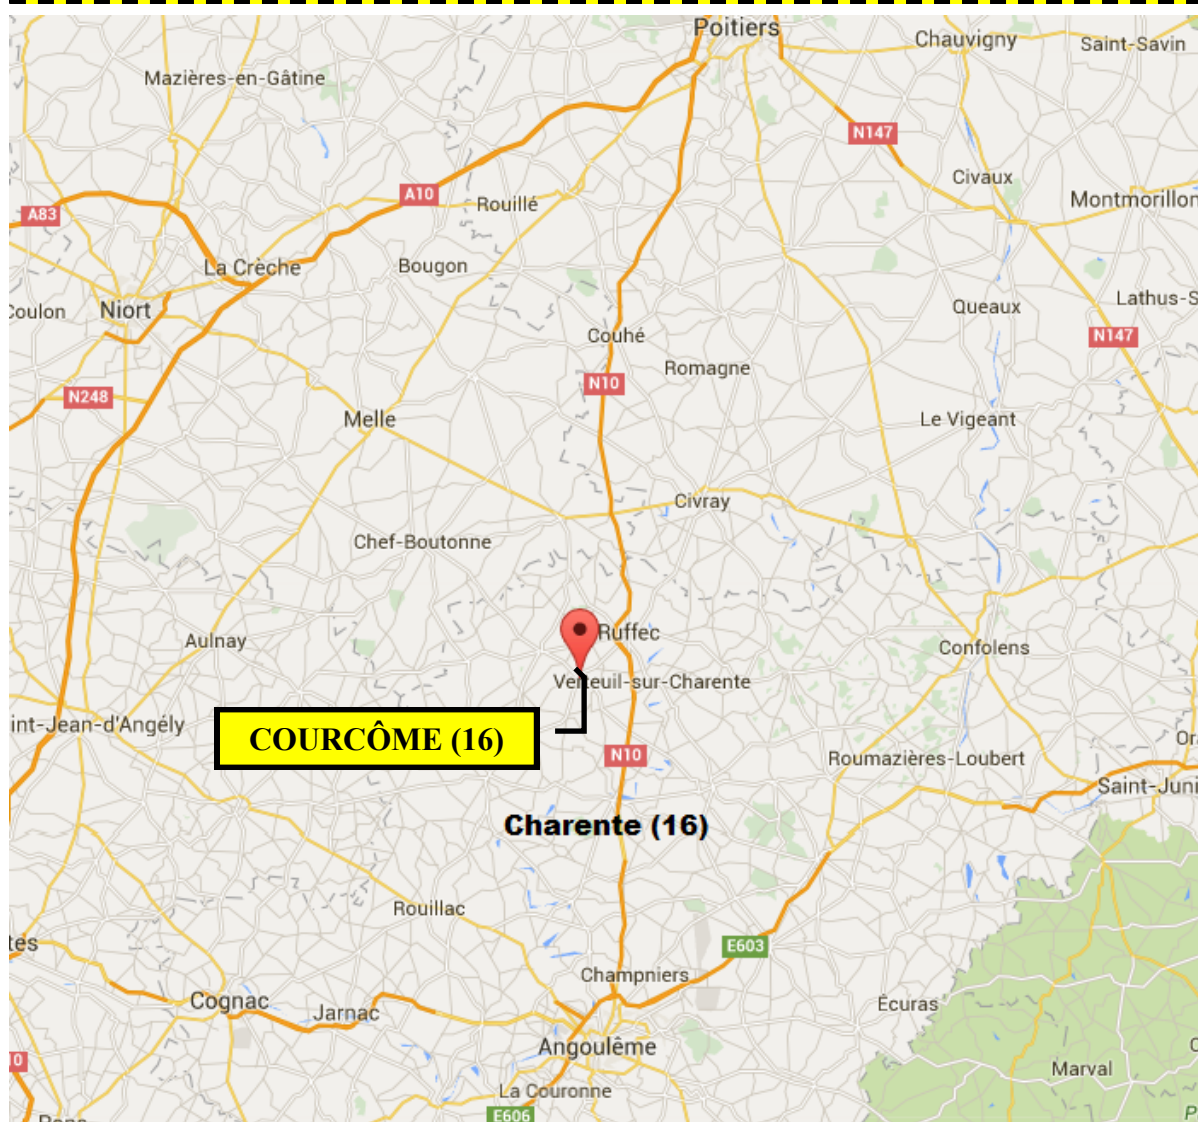 Poitiers
Chauvigny
Saint-Savin
Mazières-en-Gâtine
N147
Civaux
A10
Rouillé
Montmorillon
A83
La Crèche
Bougon
Coulon
Niort
Queaux
Lathus-S
Couhé
N147
Romagne
N10
N248
Melle
Le Vigeant
Civray
Chef-Boutonne
Ruffec
Aulnay
Confolens
Verteuil-sur-Charente
int-Jean-d'Angély
COURCÔME (16)
N10
Roumazières-Loubert
Or
Saint-Juni
Charente (16)
Rouillac
tes
E603
Champniers
Cognac
Jarnac
Écuras
Angoulême
0
Marval
La Couronne
E606